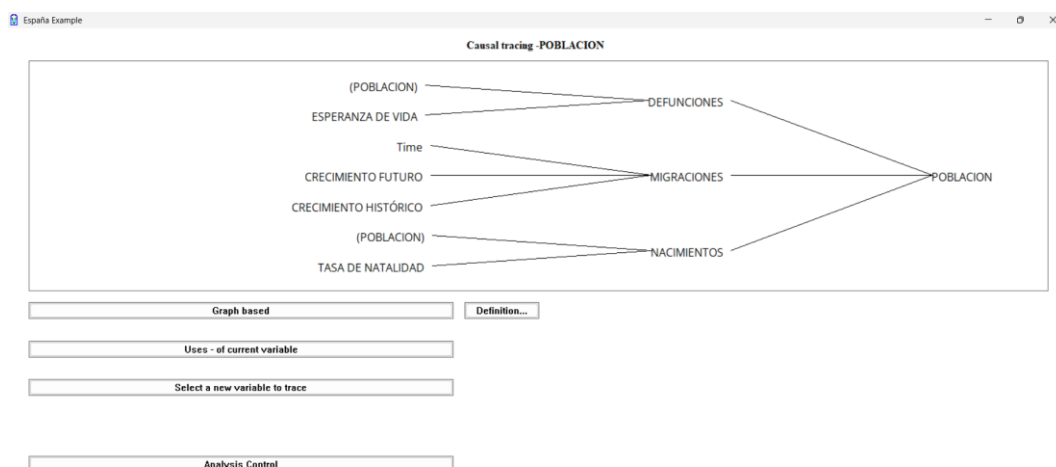 España Example
Causal tracing -POBLACION
(POBLACION)
ESPERANZA DE VIDA
DEFUNCIONES
Time
CRECIMIENTO FUTURO
CRECIMIENTO HISTÓRICO
MIGRACIONES
POBLACION
(POBLACION)
TASA DE NATALIDAD
NACIMIENTOS
Graph based
Definition...
Uses - of current variable
Select a new variable to trace
Analysis Control